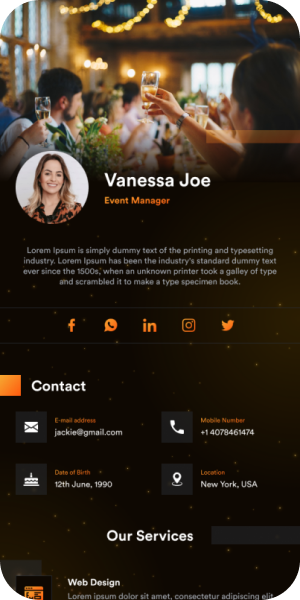 Vanessa Joe
Event Manager
Lorem Ipsum is simply dummy text of the printing and typesetting
industry. Lorem Ipsum has been the industry's standard dummy text
ever since the 1500s, when an unknown printer took a galley of type
and scrambled it to make a type specimen book.
Contact
E-mail address
jackie@gmail.com
Mobile Number
+1 4078461474
Date of Birth
12th June, 1990
Location
New York, USA
Our Services
Web Design
Lorem ipsum dolor sit amet, consectetur adipiscing elit